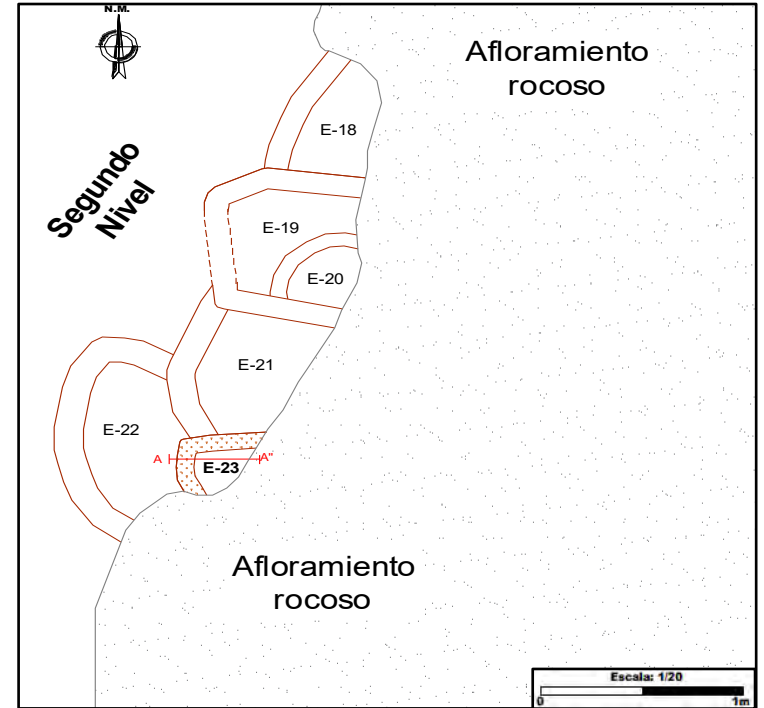 N.M.
Afloramiento
rocoso
Segundo
Nivel
E-18
E-19
E-20
E-21
E-22
A
E-23
A"
Afloramiento
rocoso
Escala: 1/20
0
1m